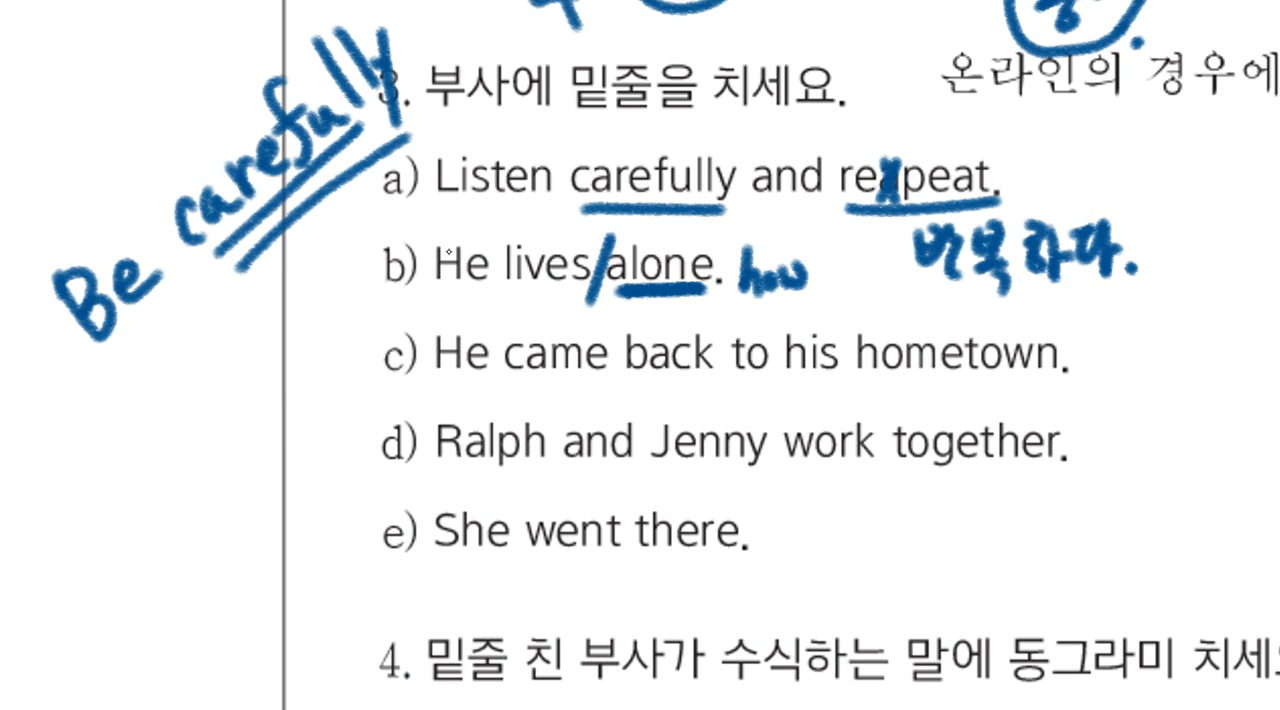 3. 부사에 밑줄을 치세요.
온라인의 경우에
Be carefully
a) Listen carefully and reapeat.
반복하다.
b) He lives/alone. how
c) He came back to his hometown.
d) Ralph and Jenny work together.
e) She went there.
4. 밑줄 친 부사가 수식하는 말에 동그라미 치세